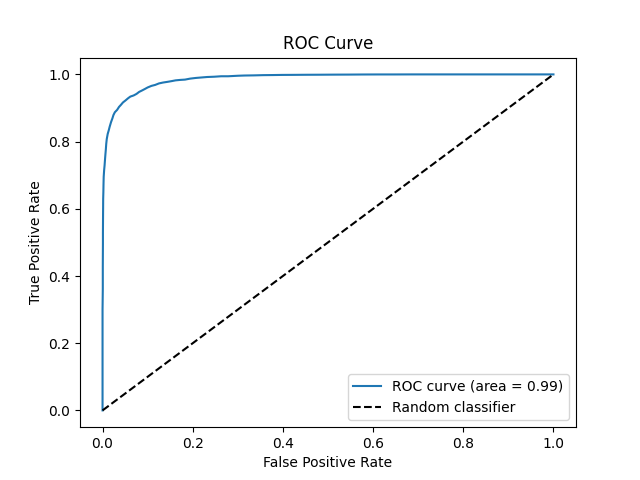 ROC Curve
1.0
0.8
0.6
0.4
0.2
0.0
True Positive Rate
ROC curve (area = 0.99)
Random classifier
0.0 0.2 0.4 0.6 0.8 1.0
False Positive Rate